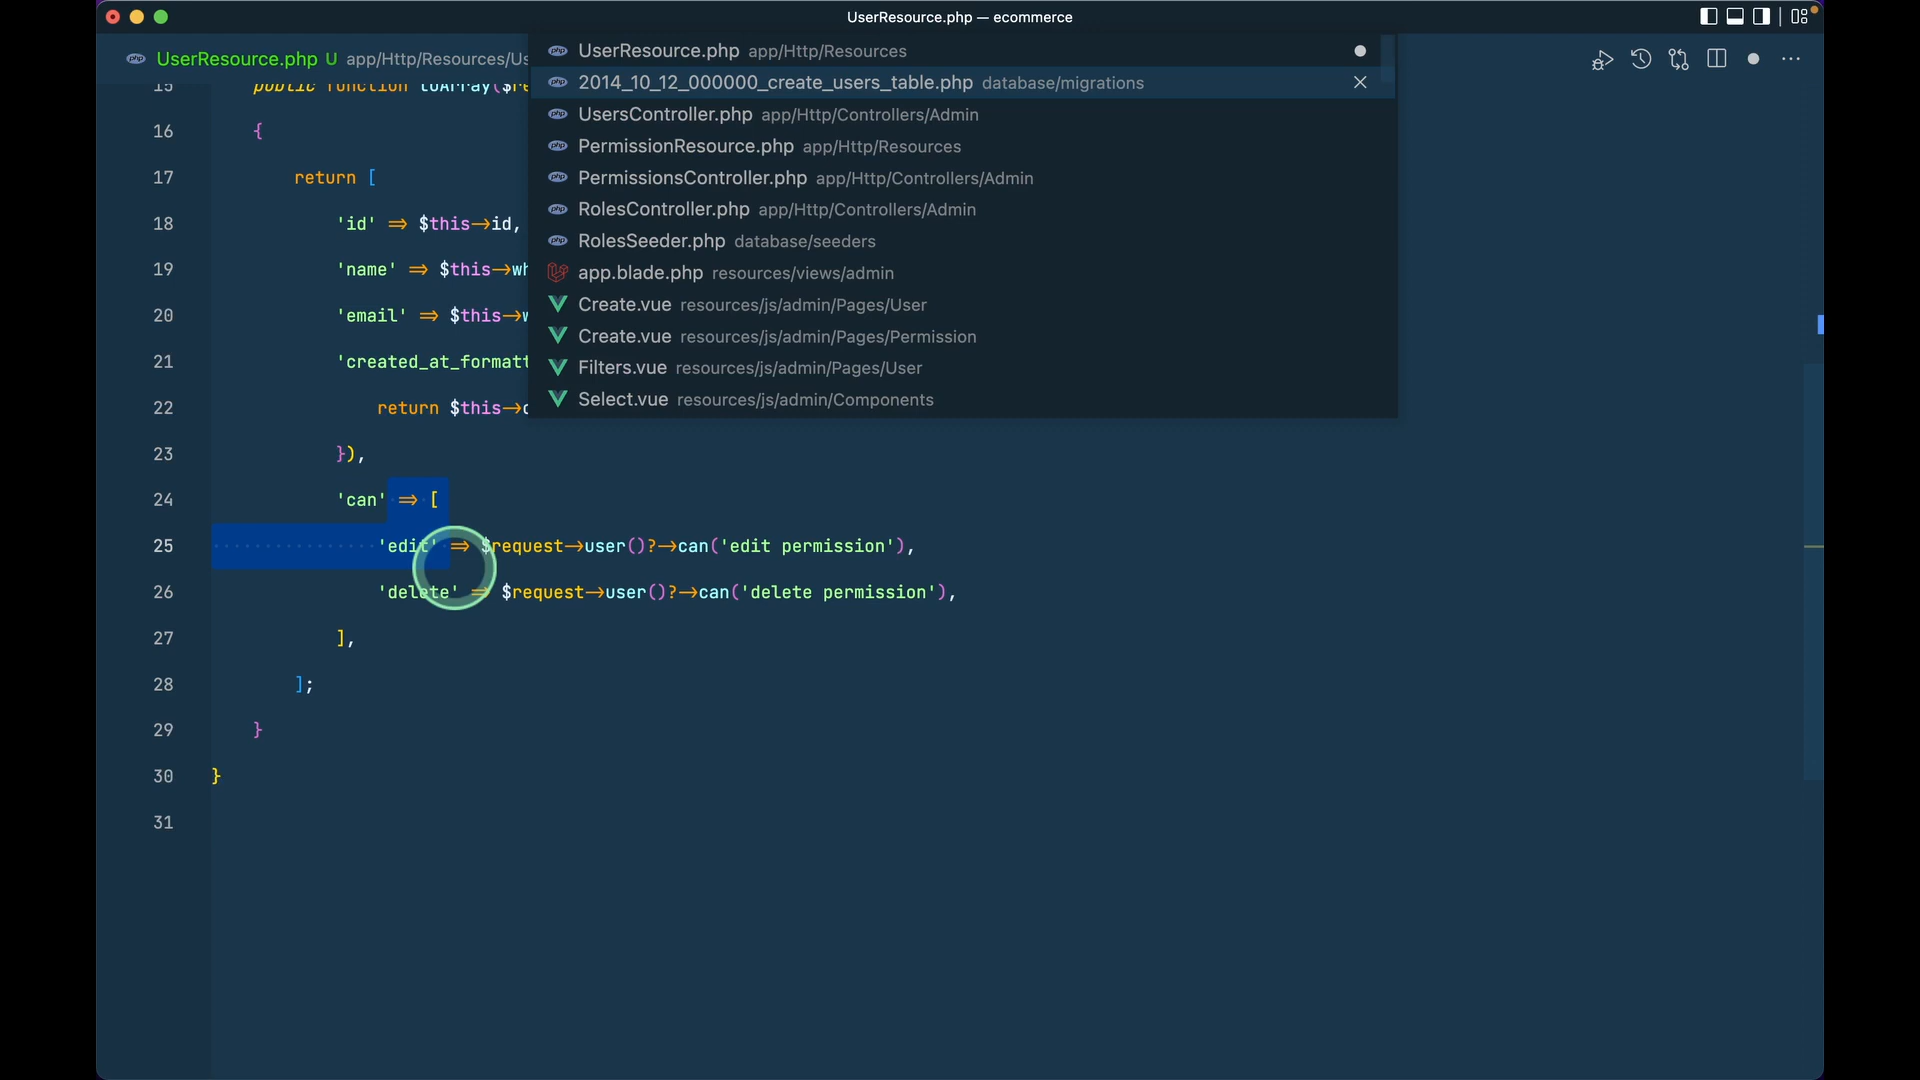 UserResource.php — ecommerce
UserResource.php U app/Http/Resources/Us
UserResource.php app/Http/Resources
2014_10_12_000000_create_users_table.php database/migrations
UsersController.php app/Http/Controllers/Admin
PermissionResource.php app/Http/Resources
PermissionsController.php app/Http/Controllers/Admin
RolesController.php app/Http/Controllers/Admin
RolesSeeder.php database/seeders
app.blade.php resources/views/admin
Create.vue resources/js/admin/Pages/User
Create.vue resources/js/admin/Pages/Permission
Filters.vue resources/js/admin/Pages/User
Select.vue resources/js/admin/Components
15 public function toArray($re
16 {
17 return [
18 'id' => $this->id,
19 'name' => $this->wh
20 'email' => $this->w
21 'created_at_formatt
22 return $this->c
23 }),
24 'can' => [
25 'edit' => $request->user()?->can('edit permission'),
26 'delete' => $request->user()?->can('delete permission'),
27 ],
28 ];
29 }
30 }
31